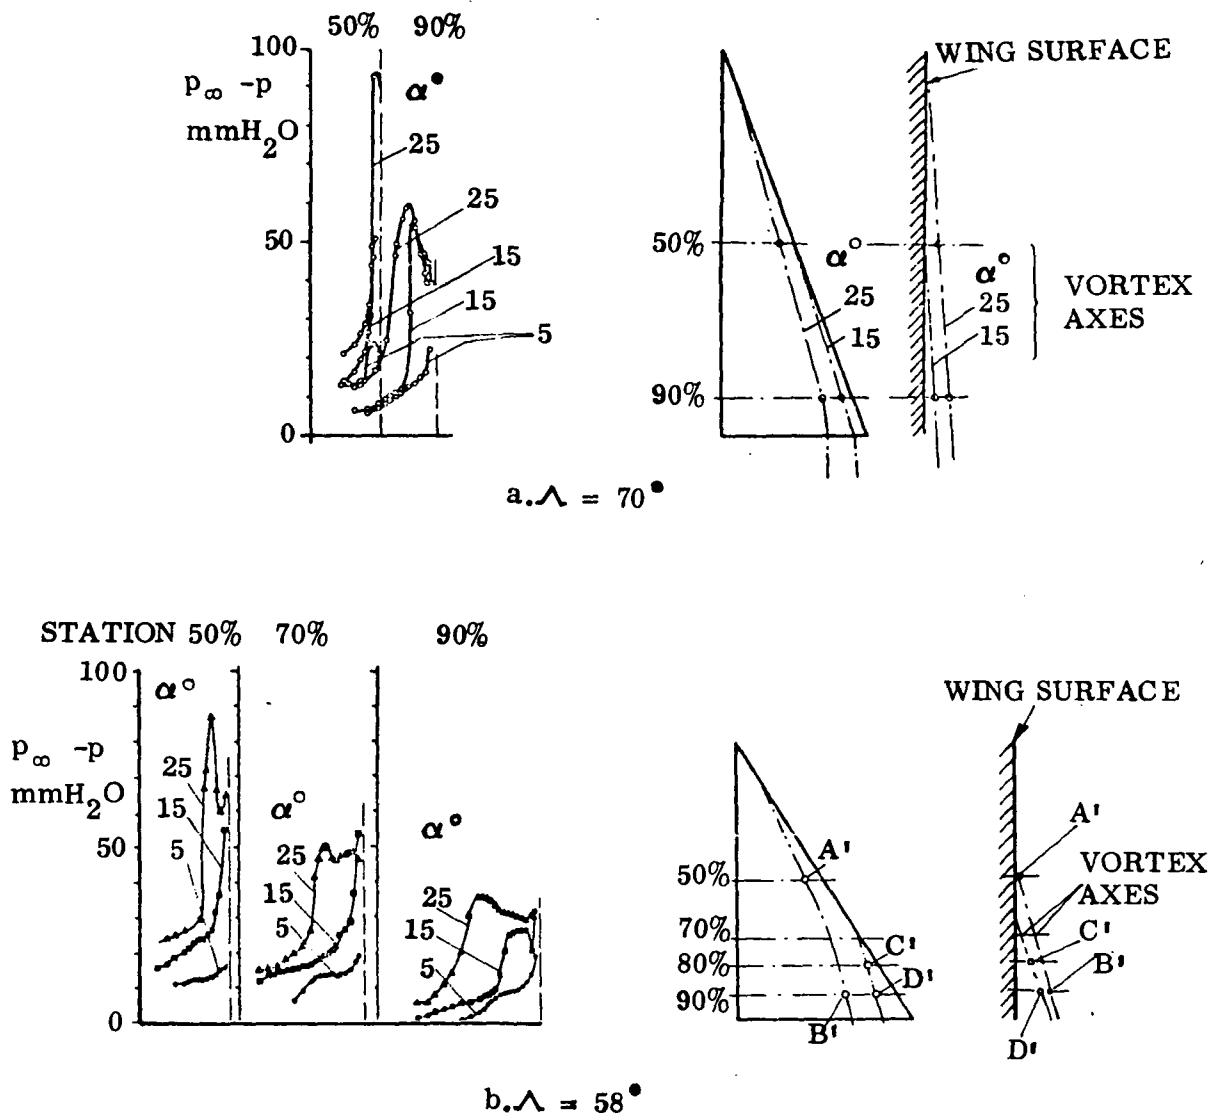 50% 90%
100
p∞ -p
mmH2O
α°
25
25
50
15
15
5
0
WING SURFACE
50%
α°
α°
25
25
15
15
VORTEX
AXES
90%
a. Λ = 70°
STATION 50% 70% 90%
100
α°
p∞ -p
mmH2O
25
15
5
50
0
α°
25
15
5
α°
25
15
5
WING SURFACE
A'
A'
50%
VORTEX
AXES
70%
C'
C'
80%
B'
D'
90%
B'
D'
b. Λ = 58°